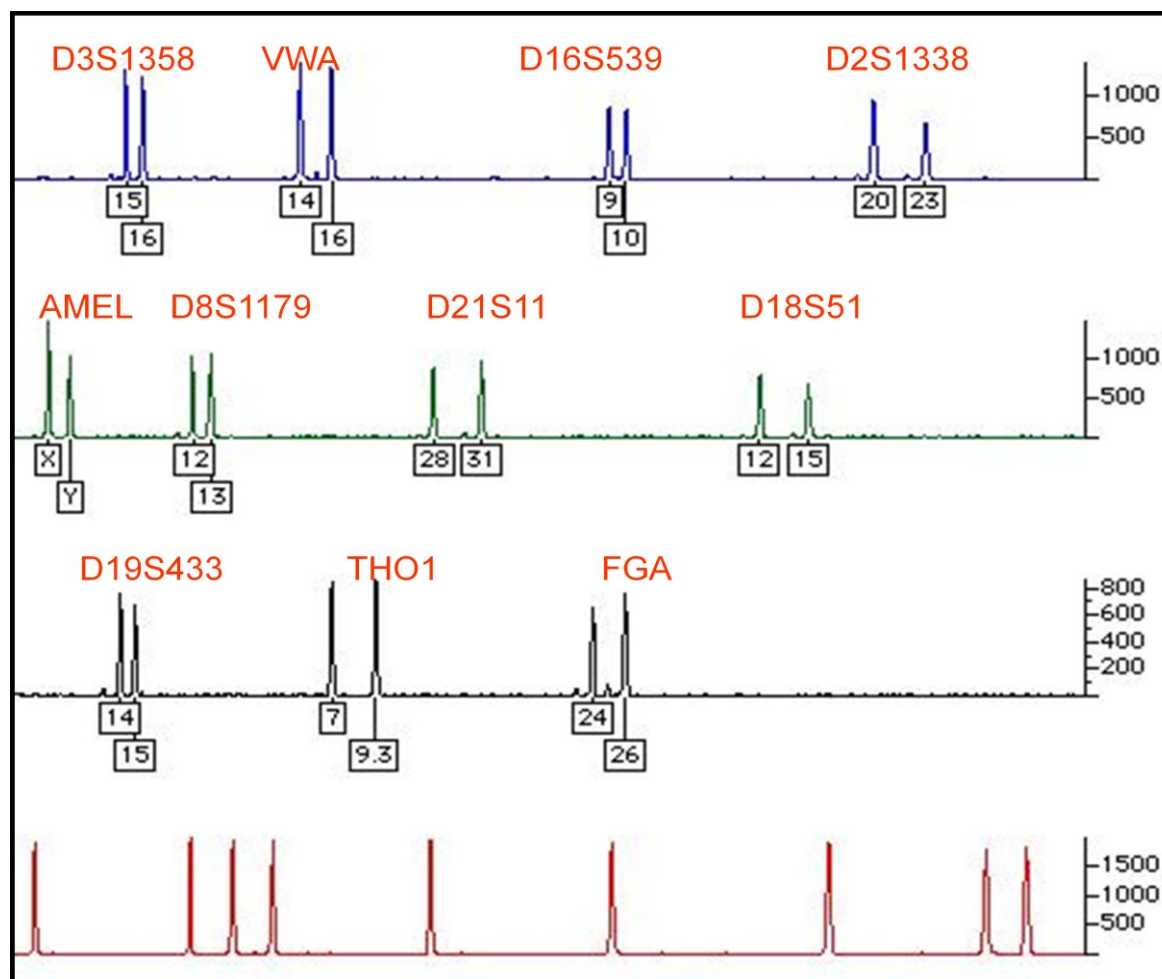 D3S1358 VWA D16S539 D2S1338
1000
500
15 14 9 20 23
16 16 10
AMEL D8S1179 D21S11 D18S51
1000
500
X 12 28 31 12 15
Y 13
D19S433 THO1 FGA
800
600
400
200
14 7 24
15 9.3 26
1500
1000
500